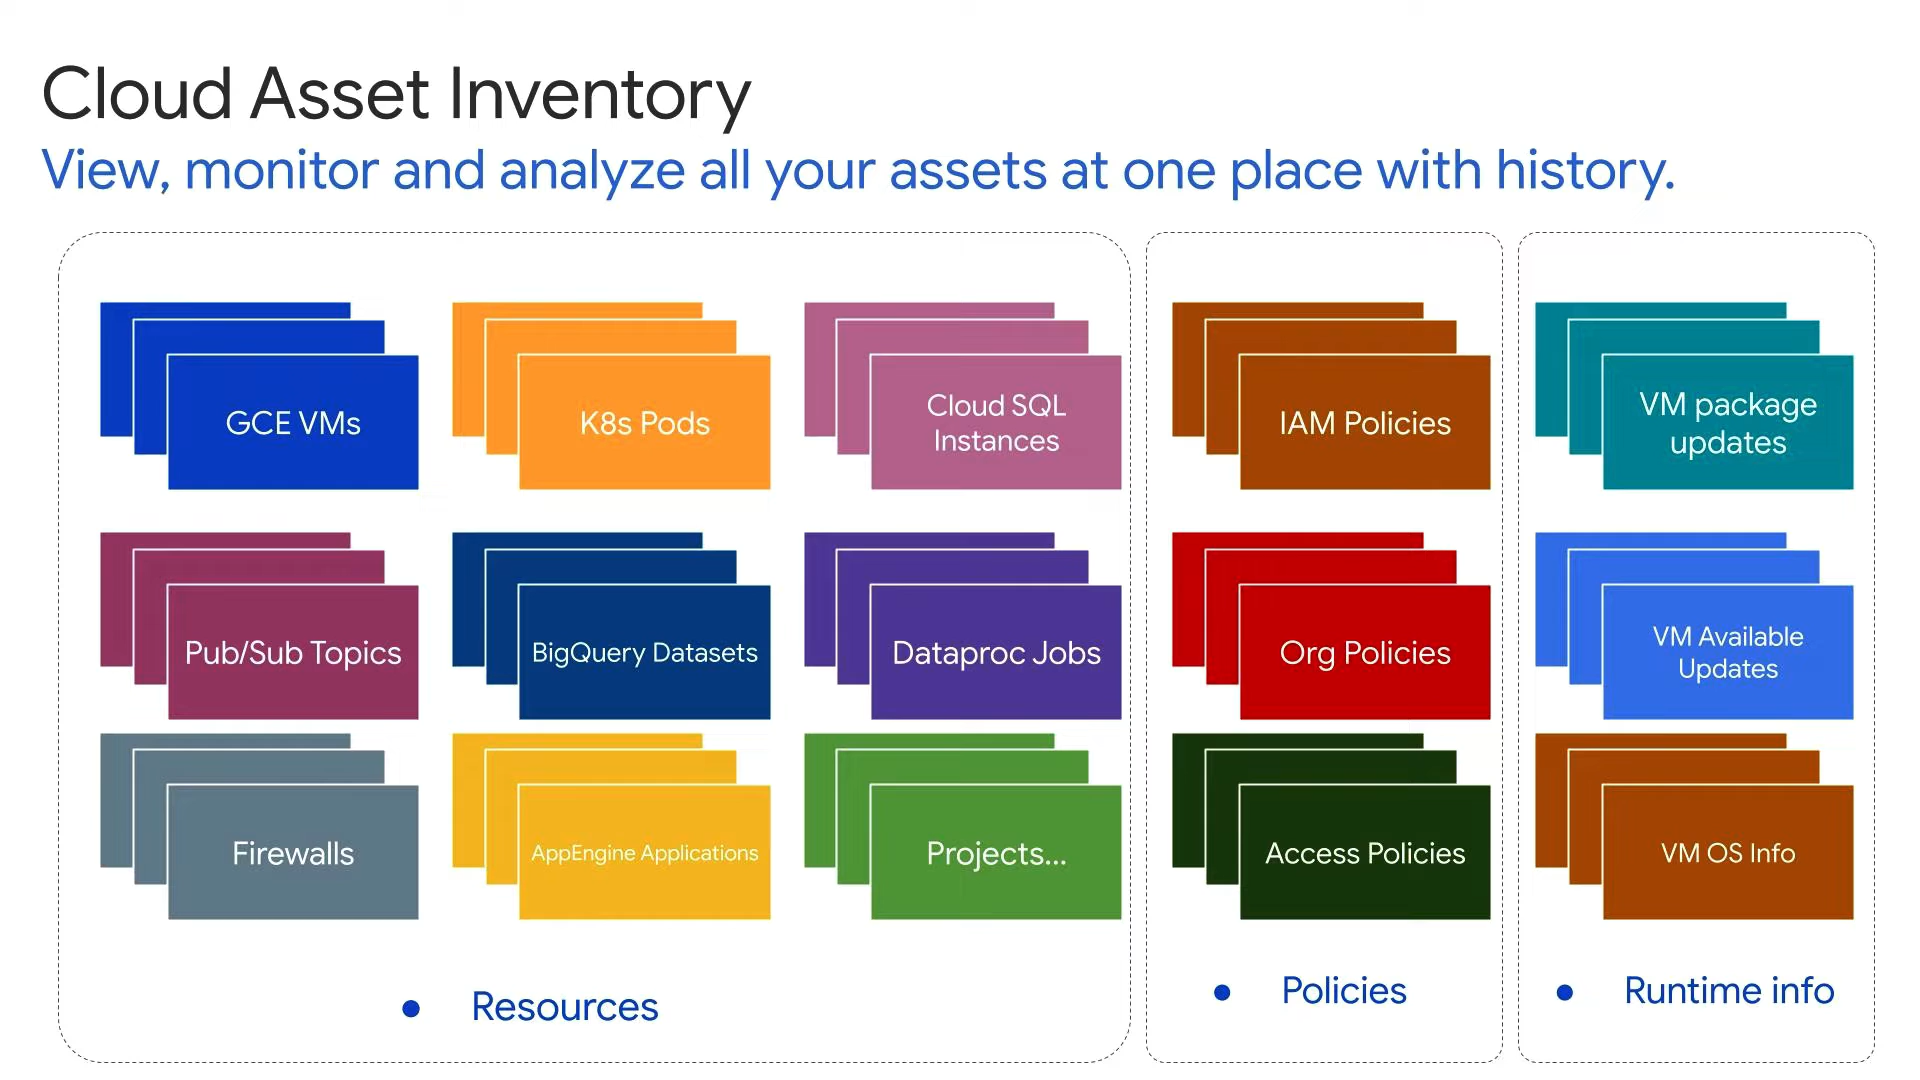 Cloud Asset Inventory
View, monitor and analyze all your assets at one place with history.
GCE VMs
K8s Pods
Cloud SQL
Instances
Pub/Sub Topics
BigQuery Datasets
Dataproc Jobs
Firewalls
AppEngine Applications
Projects...
● Resources
IAM Policies
Org Policies
Access Policies
● Policies
VM package
updates
VM Available
Updates
VM OS Info
● Runtime info